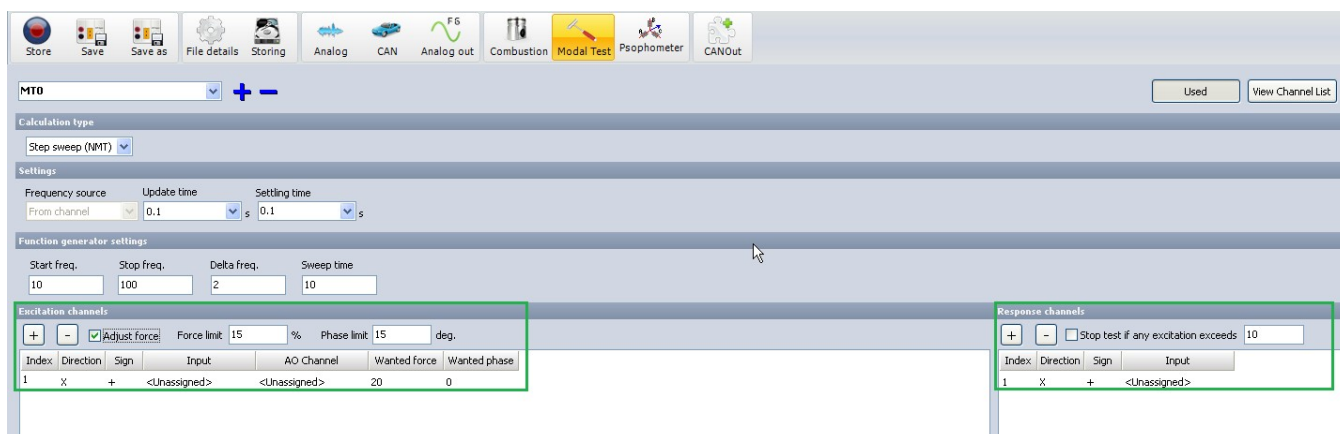 FG
Store Save Save as File details Storing Analog CAN Analog out Combustion Modal Test Psophometer CANOut
MT0 Used View Channel List
Calculation type
Step sweep (NMT)
Settings
Frequency source Update time Settling time
From channel 0.1 s 0.1 s
Function generator settings
Start freq. Stop freq. Delta freq. Sweep time
10 100 2 10
Excitation channels
+ - Adjust force Force limit 15 % Phase limit 15 deg.
Index Direction Sign Input AO Channel Wanted force Wanted phase
1 X + <Unassigned> <Unassigned> 20 0
Response channels
+ - Stop test if any excitation exceeds 10
Index Direction Sign Input
1 X + <Unassigned>